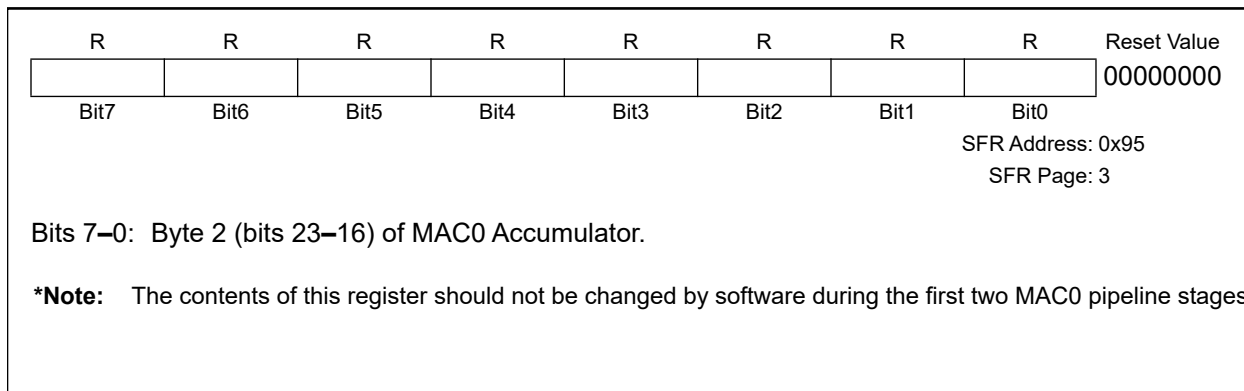 R R R R R R R R Reset Value
00000000
Bit7 Bit6 Bit5 Bit4 Bit3 Bit2 Bit1 Bit0
SFR Address: 0x95
SFR Page: 3
Bits 7–0: Byte 2 (bits 23–16) of MAC0 Accumulator.
*Note: The contents of this register should not be changed by software during the first two MAC0 pipeline stages